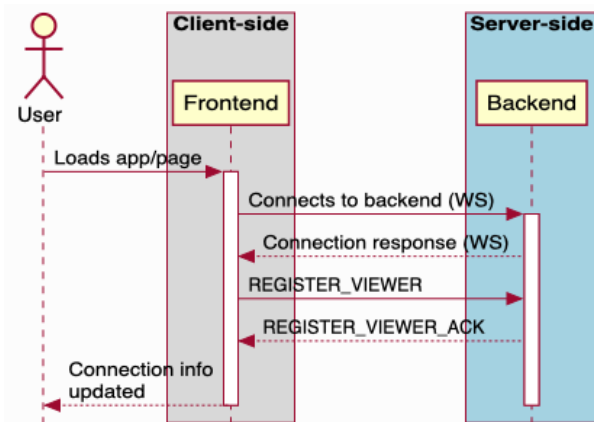 Client-side
Server-side
User
Frontend
Backend
Loads app/page
Connects to backend (WS)
Connection response (WS)
REGISTER_VIEWER
REGISTER_VIEWER_ACK
Connection info
updated